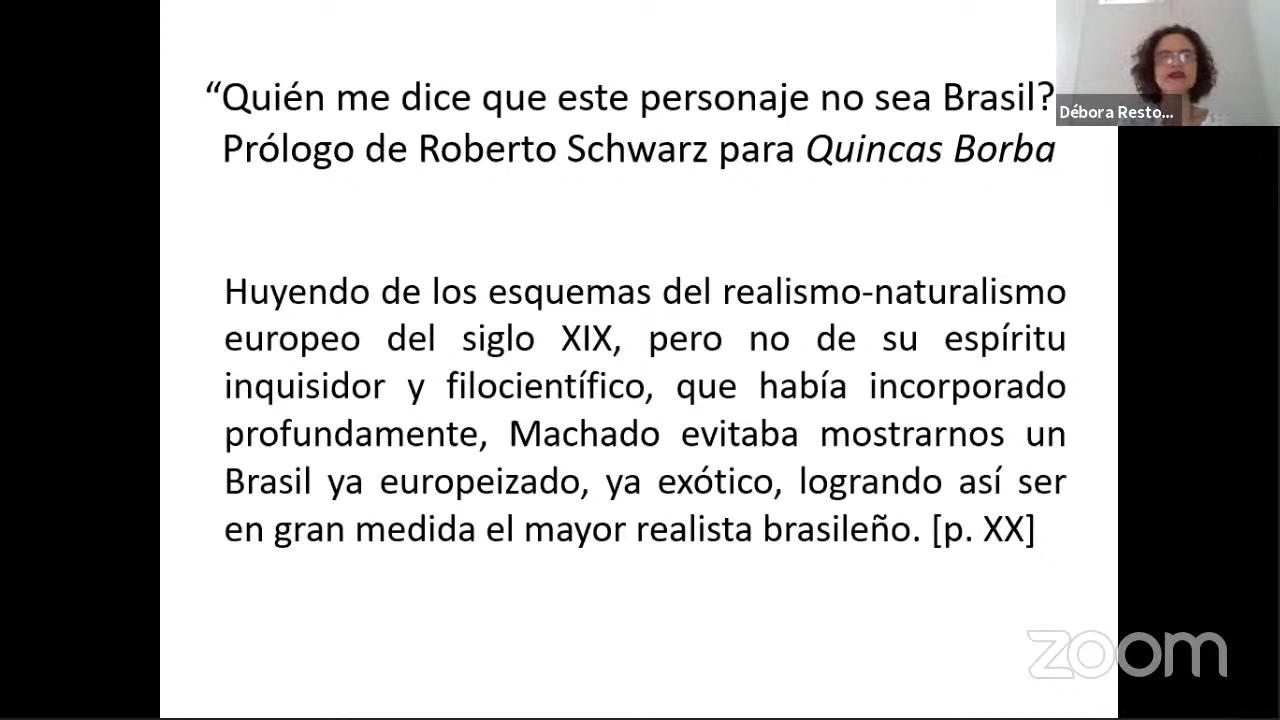 “Quién me dice que este personaje no sea Brasil?
Prólogo de Roberto Schwarz para Quincas Borba
Débora Resto...
Huyendo de los esquemas del realismo-naturalismo
europeo del siglo XIX, pero no de su espíritu
inquisidor y filocientífico, que había incorporado
profundamente, Machado evitaba mostrarnos un
Brasil ya europeizado, ya exótico, logrando así ser
en gran medida el mayor realista brasileño. [p. XX]
zoom